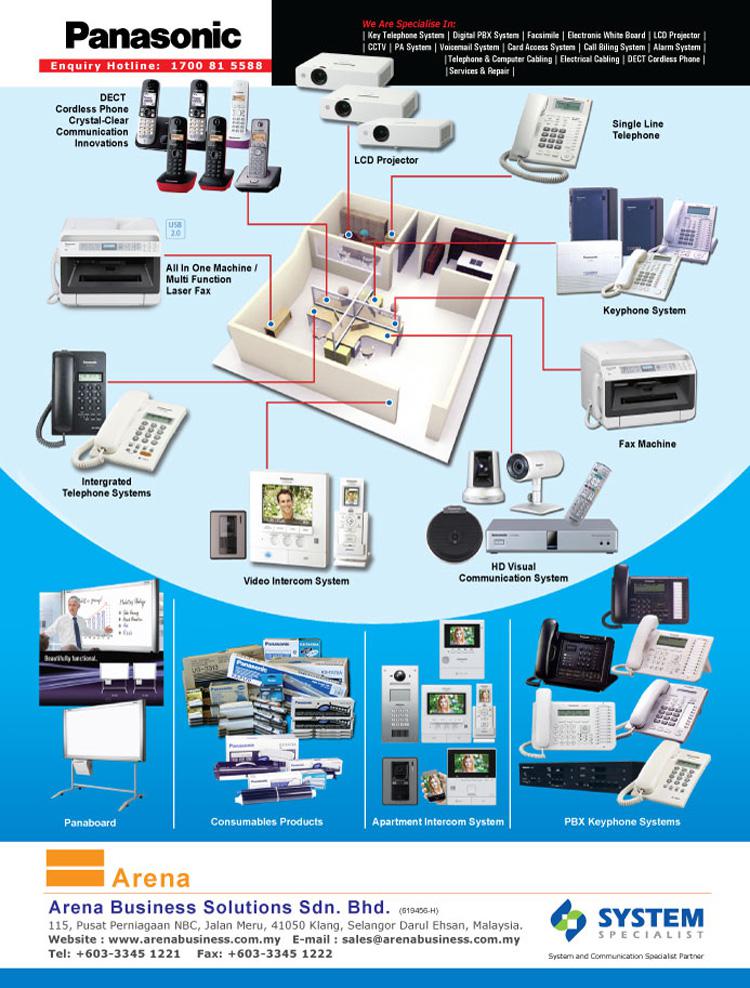 Panasonic
Enquiry Hotline: 1700 81 5588
We Are Specialise In:
| Key Telephone System | Digital PBX System | Facsimile | Electronic White Board | LCD Projector |
| CCTV | PA System | Voicemail System | Card Access System | Call Biling System | Alarm System |
| Telephone & Computer Cabling | Electrical Cabling | DECT Cordless Phone |
| Services & Repair |
DECT
Cordless Phone
Crystal-Clear
Communication
Innovations
LCD Projector
Single Line
Telephone
USB
2.0
All In One Machine /
Multi Function
Laser Fax
Keyphone System
Fax Machine
Intergrated
Telephone Systems
Video Intercom System
HD Visual
Communication System
Beautifully functional.
Panasonic
Panasonic
Panaboard
Consumables Products
Apartment Intercom System
PBX Keyphone Systems
Arena
Arena Business Solutions Sdn. Bhd. (619456-H)
115, Pusat Perniagaan NBC, Jalan Meru, 41050 Klang, Selangor Darul Ehsan, Malaysia.
Website : www.arenabusiness.com.my E-mail : sales@arenabusiness.com.my
Tel: +603-3345 1221 Fax: +603-3345 1222
SYSTEM
SPECIALIST
System and Communication Specialist Partner